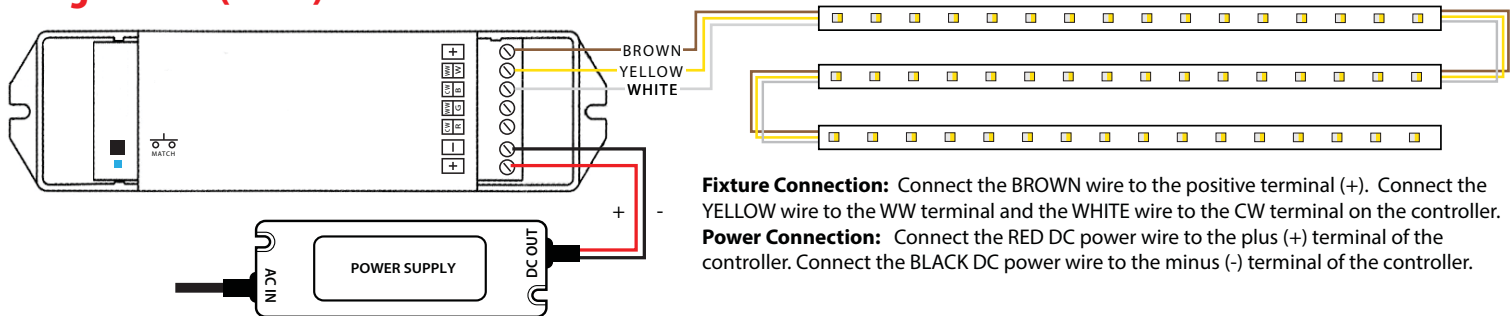 BROWN
YELLOW
WHITE
+
WW W
CW B
WW G
CW R
−
+
MATCH
+ -
POWER SUPPLY
AC IN
DC OUT
Fixture Connection: Connect the BROWN wire to the positive terminal (+). Connect the
YELLOW wire to the WW terminal and the WHITE wire to the CW terminal on the controller.
Power Connection: Connect the RED DC power wire to the plus (+) terminal of the
controller. Connect the BLACK DC power wire to the minus (-) terminal of the controller.